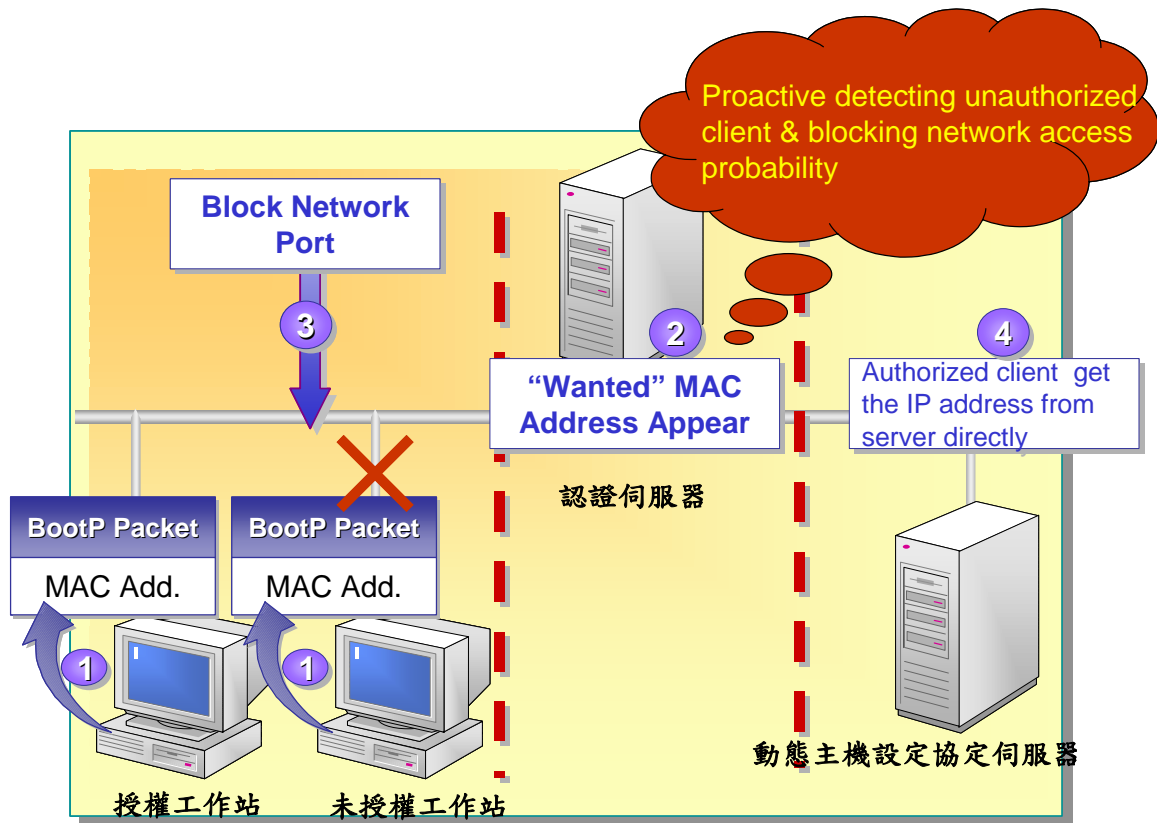 Proactive detecting unauthorized
client & blocking network access
probability
Block Network
Port
3
2
4
“Wanted” MAC
Address Appear
Authorized client get
the IP address from
server directly
認證伺服器
BootP Packet
MAC Add.
BootP Packet
MAC Add.
1
1
動態主機設定協定伺服器
授權工作站
未授權工作站